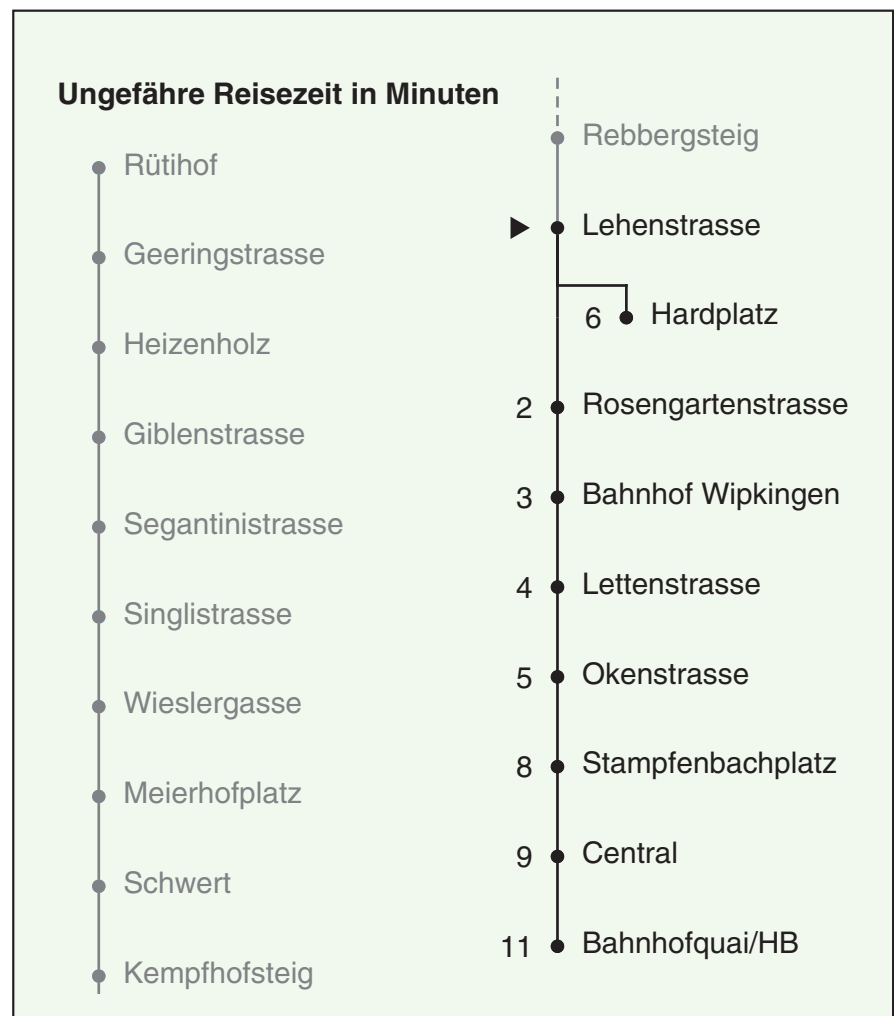 Ungefähre Reisezeit in Minuten
Rütihof
Geeringstrasse
Heizenholz
Giblenstrasse
Segantinistrasse
Singlistrasse
Wieslergasse
Meierhofplatz
Schwert
Kempfhofsteig
Rebbergsteig
Lehenstrasse
6 Hardplatz
2 Rosengartenstrasse
3 Bahnhof Wipkingen
4 Lettenstrasse
5 Okenstrasse
8 Stampfenbachplatz
9 Central
11 Bahnhofquai/HB